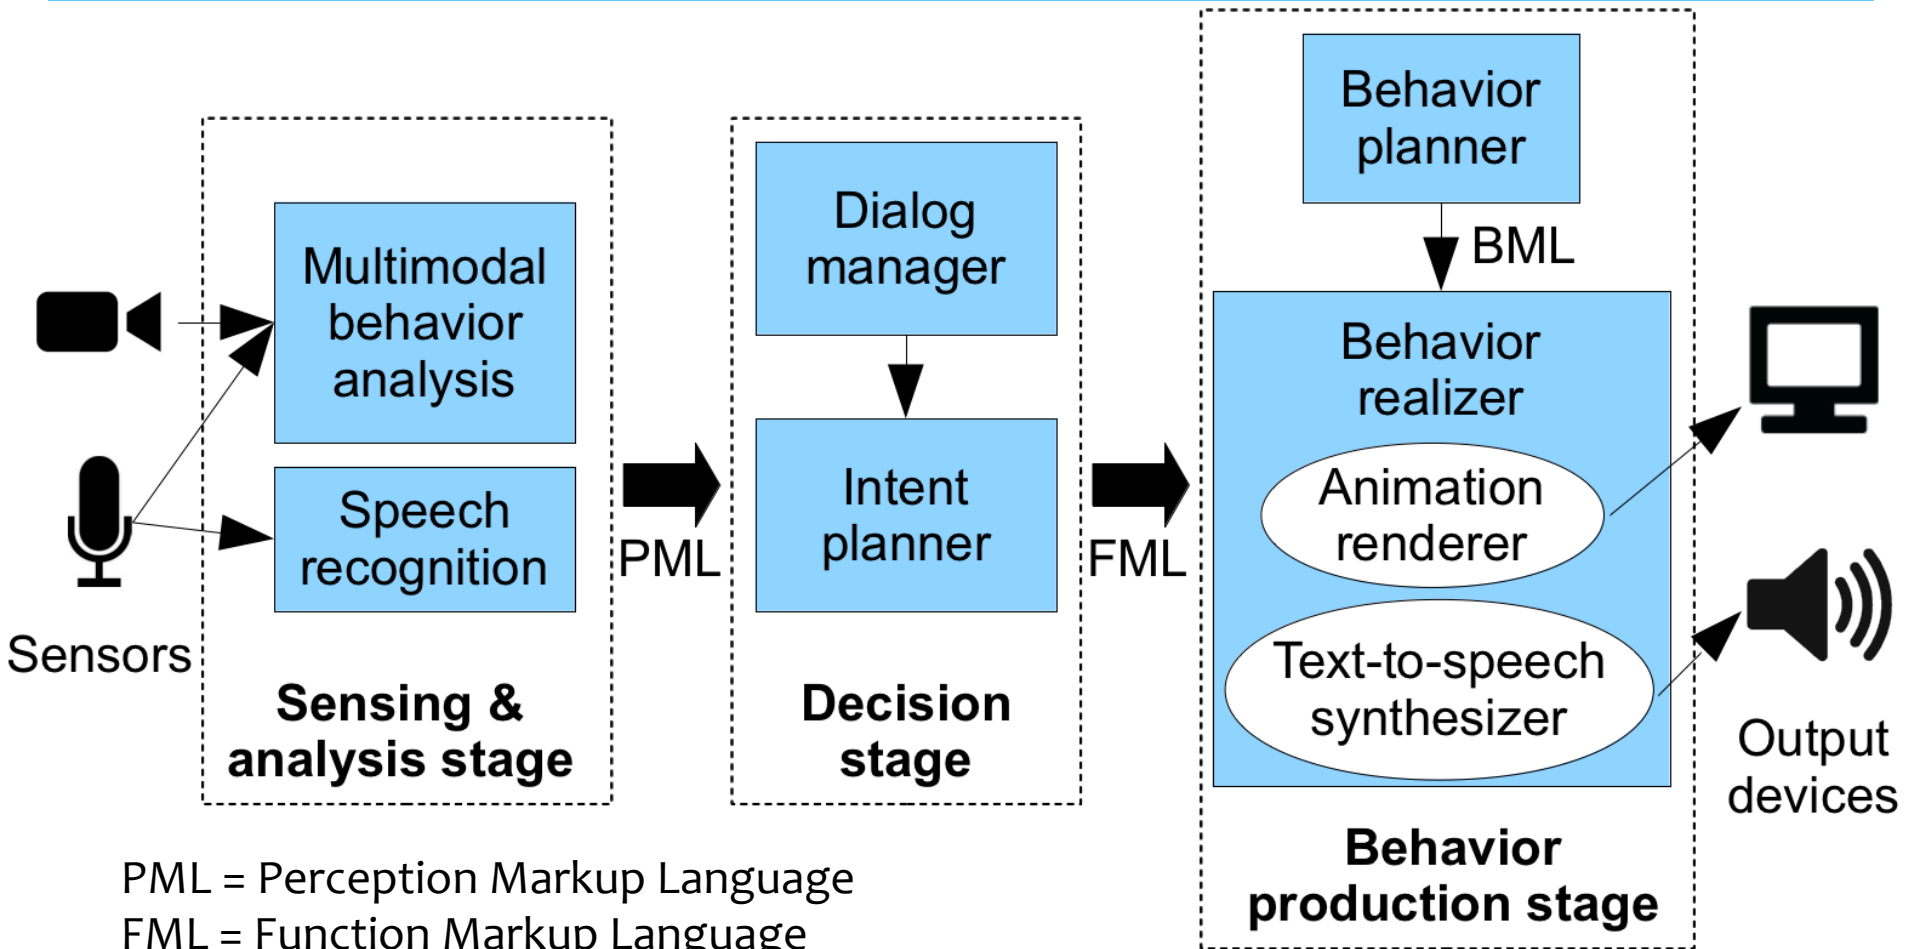 Sensors
Multimodal
behavior
analysis
Speech
recognition
Sensing &
analysis stage
PML
Dialog
manager
Intent
planner
Decision
stage
FML
Behavior
planner
BML
Behavior
realizer
Animation
renderer
Text-to-speech
synthesizer
Behavior
production stage
Output
devices
PML = Perception Markup Language
FML = Function Markup Language